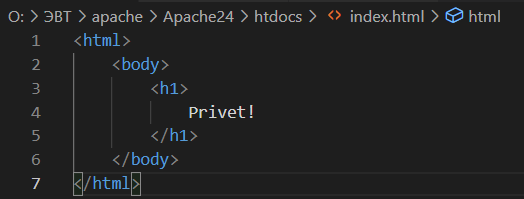 O: > ЭВТ > apache > Apache24 > htdocs > <> index.html > html
1 <html>
2 <body>
3 <h1>
4 Privet!
5 </h1>
6 </body>
7 </html>